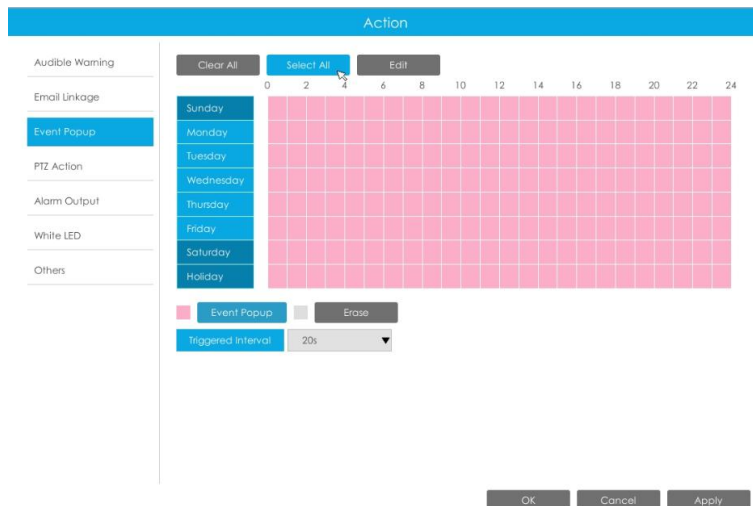 Action
Audible Warning
Email Linkage
Event Popup
PTZ Action
Alarm Output
White LED
Others
Clear All Select All Edit
0 2 4 6 8 10 12 14 16 18 20 22 24
Sunday
Monday
Tuesday
Wednesday
Thursday
Friday
Saturday
Holiday
Event Popup Erase
Triggered Interval 20s
OK Cancel Apply